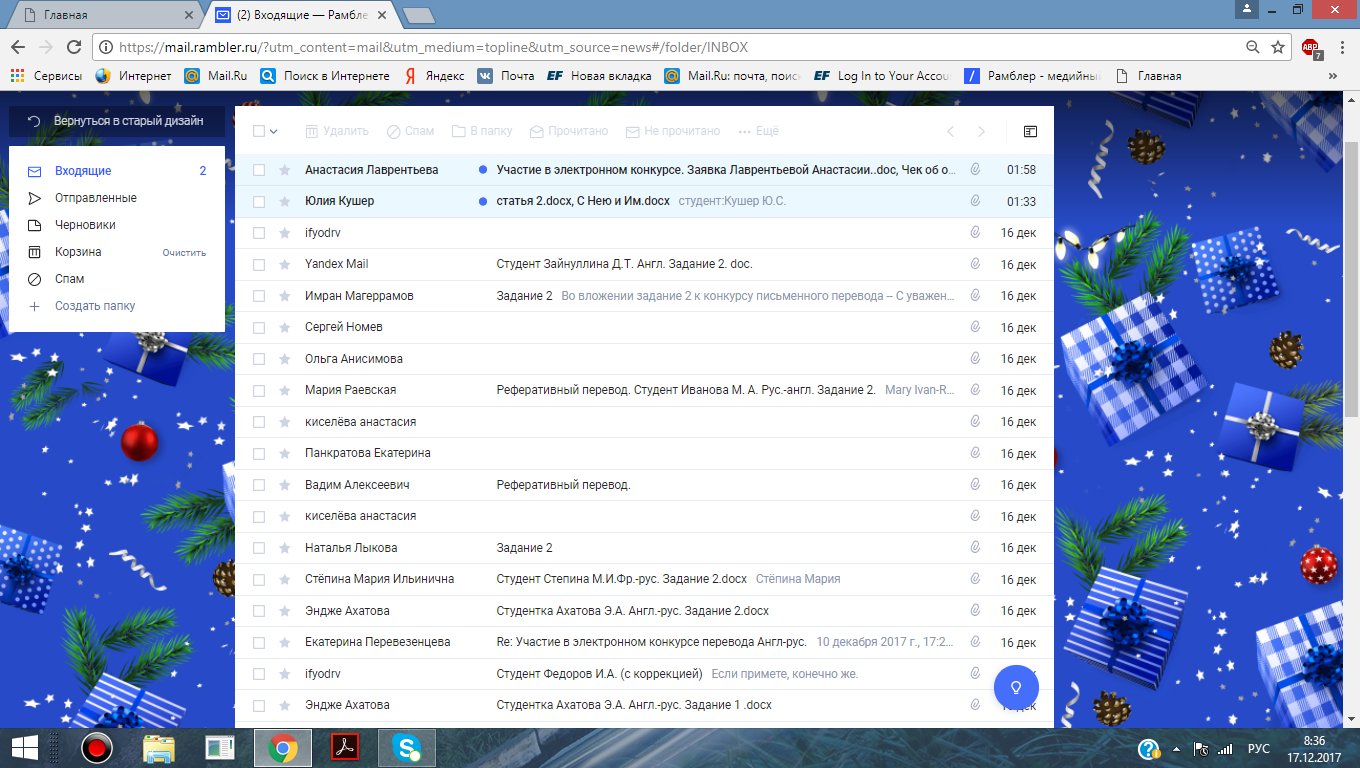 Главная
(2) Входящие — Рамбле
https://mail.rambler.ru/?utm_content=mail&utm_medium=topline&utm_source=news#/folder/INBOX
ABP 7
Сервисы Интернет Mail.Ru Поиск в Интернете Яндекс Почта EF Новая вкладка Mail.Ru: почта, поиск EF Log In to Your Accou Рамблер - медийны Главная »
Вернуться в старый дизайн
Входящие 2
Отправленные
Черновики
Корзина Очистить
Спам
Создать папку
Удалить Спам В папку Прочитано Не прочитано Ещё
Анастасия Лаврентьева Участие в электронном конкурсе. Заявка Лаврентьевой Анастасии..doc, Чек об о... 01:58
Юлия Кушер статья 2.docx, С Нею и Им.docx студент:Кушер Ю.С. 01:33
ifyodrv 16 дек
Yandex Mail Студент Зайнуллина Д.Т. Англ. Задание 2. doc. 16 дек
Имран Магеррамов Задание 2 Во вложении задание 2 к конкурсу письменного перевода – С уважен... 16 дек
Сергей Номев 16 дек
Ольга Анисимова 16 дек
Мария Раевская Реферативный перевод. Студент Иванова М. А. Рус.-англ. Задание 2. Mary Ivan-R... 16 дек
киселёва анастасия 16 дек
Панкратова Екатерина 16 дек
Вадим Алексеевич Реферативный перевод. 16 дек
киселёва анастасия 16 дек
Наталья Лыкова Задание 2 16 дек
Стёпина Мария Ильинична Студент Степина М.И.Фр.-рус. Задание 2.docx Стёпина Мария 16 дек
Эндже Ахатова Студентка Ахатова Э.А. Англ.-рус. Задание 2.docx 16 дек
Екатерина Перевезенцева Re: Участие в электронном конкурсе перевода Англ-рус. 10 декабря 2017 г., 17:2... 16 дек
ifyodrv Студент Федоров И.А. (с коррекцией) Если примете, конечно же.
Эндже Ахатова Студентка Ахатова Э.А. Англ.-рус. Задание 1 .docx 16 дек
РУС
8:36
17.12.2017